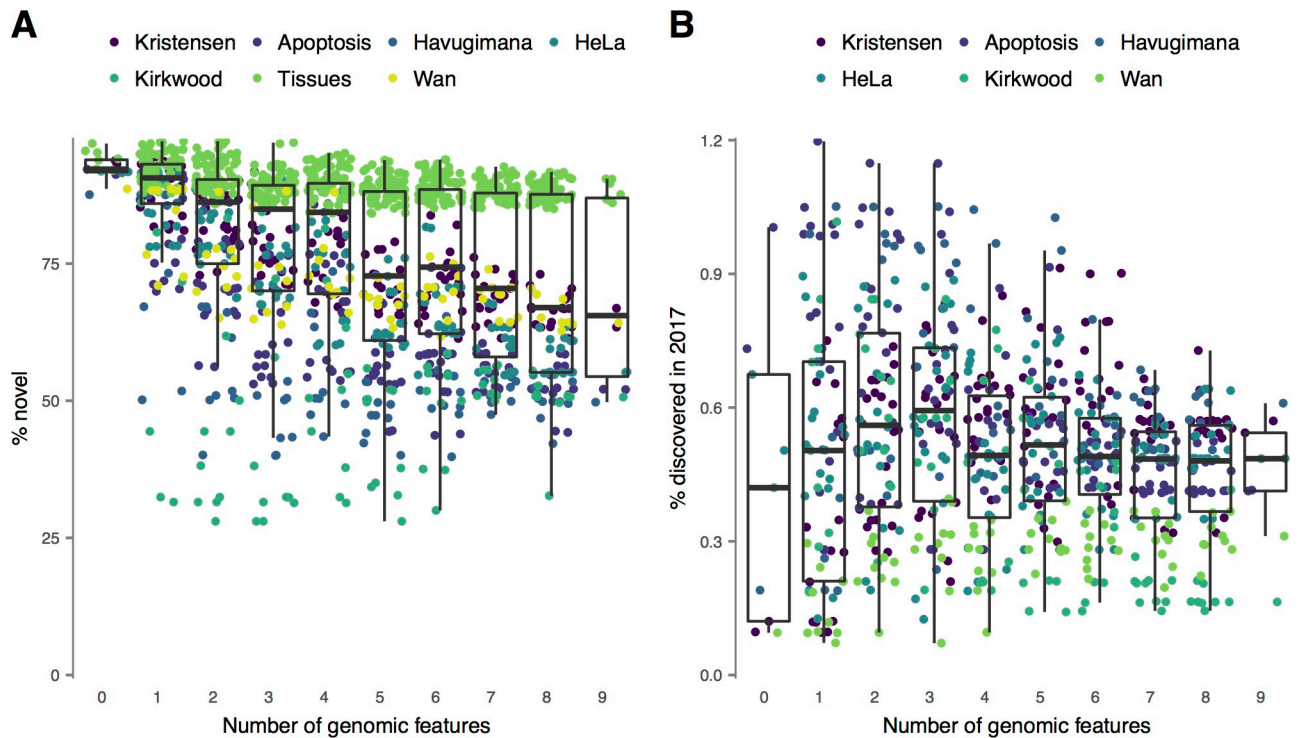 A
Kristensen Apoptosis Havugimana HeLa
Kirkwood Tissues Wan
% novel
75
50
25
0
0 1 2 3 4 5 6 7 8 9
Number of genomic features
B
Kristensen Apoptosis Havugimana
HeLa Kirkwood Wan
% discovered in 2017
1.2
0.9
0.6
0.3
0.0
0 1 2 3 4 5 6 7 8 9
Number of genomic features